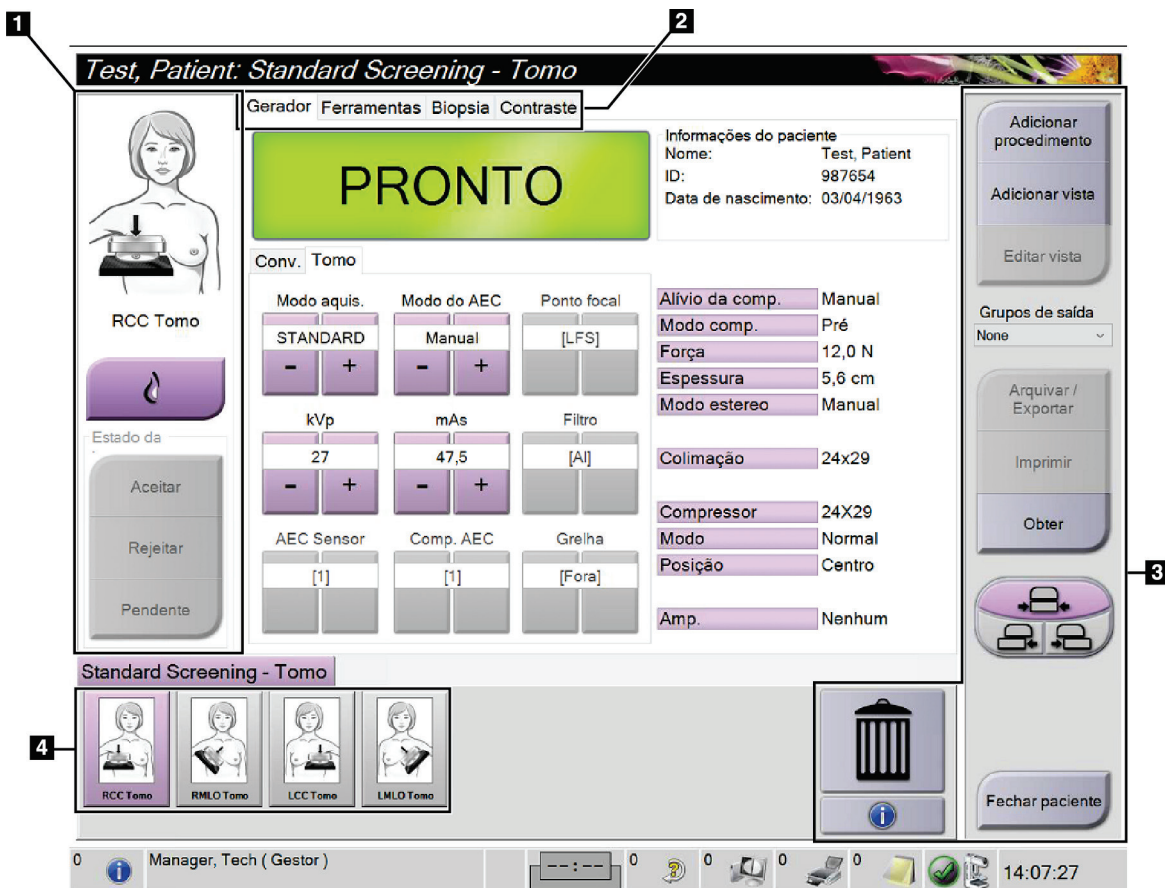 1
2
Test, Patient: Standard Screening - Tomo
Gerador Ferramentas Biopsia Contraste
PRONTO
Informações do paciente
Nome: Test, Patient
ID: 987654
Data de nascimento: 03/04/1963
RCC Tomo
Estado da
Aceitar
Rejeitar
Pendente
Conv. Tomo
Modo aquis. Modo do AEC Ponto focal
STANDARD Manual [LFS]
- + - +
kVp mAs Filtro
27 47,5 [Al]
- + - +
AEC Sensor Comp. AEC Grelha
[1] [1] [Fora]
Alívio da comp. Manual
Modo comp. Pré
Força 12,0 N
Espessura 5,6 cm
Modo estereo Manual
Colimação 24x29
Compressor 24X29
Modo Normal
Posição Centro
Amp. Nenhum
Adicionar
procedimento
Adicionar vista
Editar vista
Grupos de saída
None
Arquivar /
Exportar
Imprimir
Obter
3
Standard Screening - Tomo
4
RCC Tomo RMLO Tomo LCC Tomo LMLO Tomo
Fechar paciente
0 Manager, Tech ( Gestor ) --:-- 0 0 0 0 14:07:27